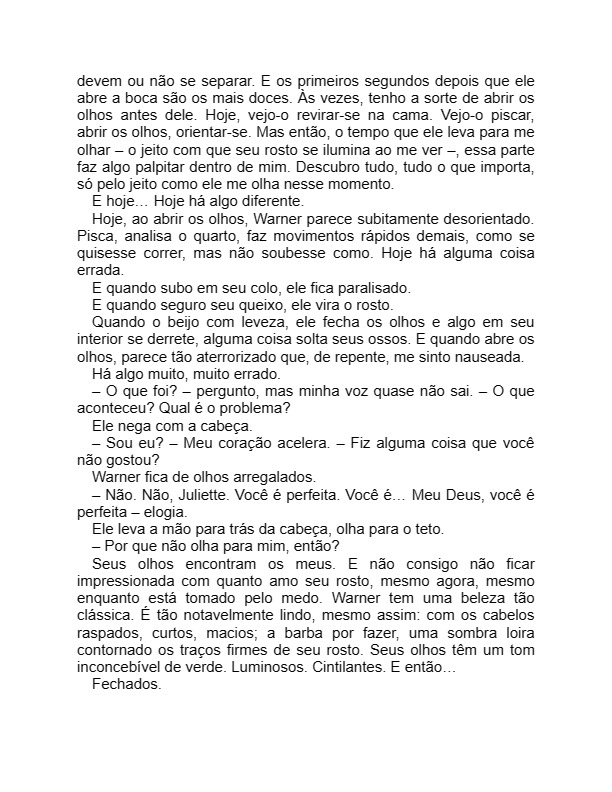 devem ou não se separar. E os primeiros segundos depois que ele
abre a boca são os mais doces. Às vezes, tenho a sorte de abrir os
olhos antes dele. Hoje, vejo-o revirar-se na cama. Vejo-o piscar,
abrir os olhos, orientar-se. Mas então, o tempo que ele leva para me
olhar – o jeito com que seu rosto se ilumina ao me ver –, essa parte
faz algo palpitar dentro de mim. Descubro tudo, tudo o que importa,
só pelo jeito como ele me olha nesse momento.
E hoje… Hoje há algo diferente.
Hoje, ao abrir os olhos, Warner parece subitamente desorientado.
Pisca, analisa o quarto, faz movimentos rápidos demais, como se
quisesse correr, mas não soubesse como. Hoje há alguma coisa
errada.
E quando subo em seu colo, ele fica paralisado.
E quando seguro seu queixo, ele vira o rosto.
Quando o beijo com leveza, ele fecha os olhos e algo em seu
interior se derrete, alguma coisa solta seus ossos. E quando abre os
olhos, parece tão aterrorizado que, de repente, me sinto nauseada.
Há algo muito, muito errado.
– O que foi? – pergunto, mas minha voz quase não sai. – O que
aconteceu? Qual é o problema?
Ele nega com a cabeça.
– Sou eu? – Meu coração acelera. – Fiz alguma coisa que você
não gostou?
Warner fica de olhos arregalados.
– Não. Não, Juliette. Você é perfeita. Você é… Meu Deus, você é
perfeita – elogia.
Ele leva a mão para trás da cabeça, olha para o teto.
– Por que não olha para mim, então?
Seus olhos encontram os meus. E não consigo não ficar
impressionada com quanto amo seu rosto, mesmo agora, mesmo
enquanto está tomado pelo medo. Warner tem uma beleza tão
clássica. É tão notavelmente lindo, mesmo assim: com os cabelos
raspados, curtos, macios; a barba por fazer, uma sombra loira
contornado os traços firmes de seu rosto. Seus olhos têm um tom
inconcebível de verde. Luminosos. Cintilantes. E então…
Fechados.